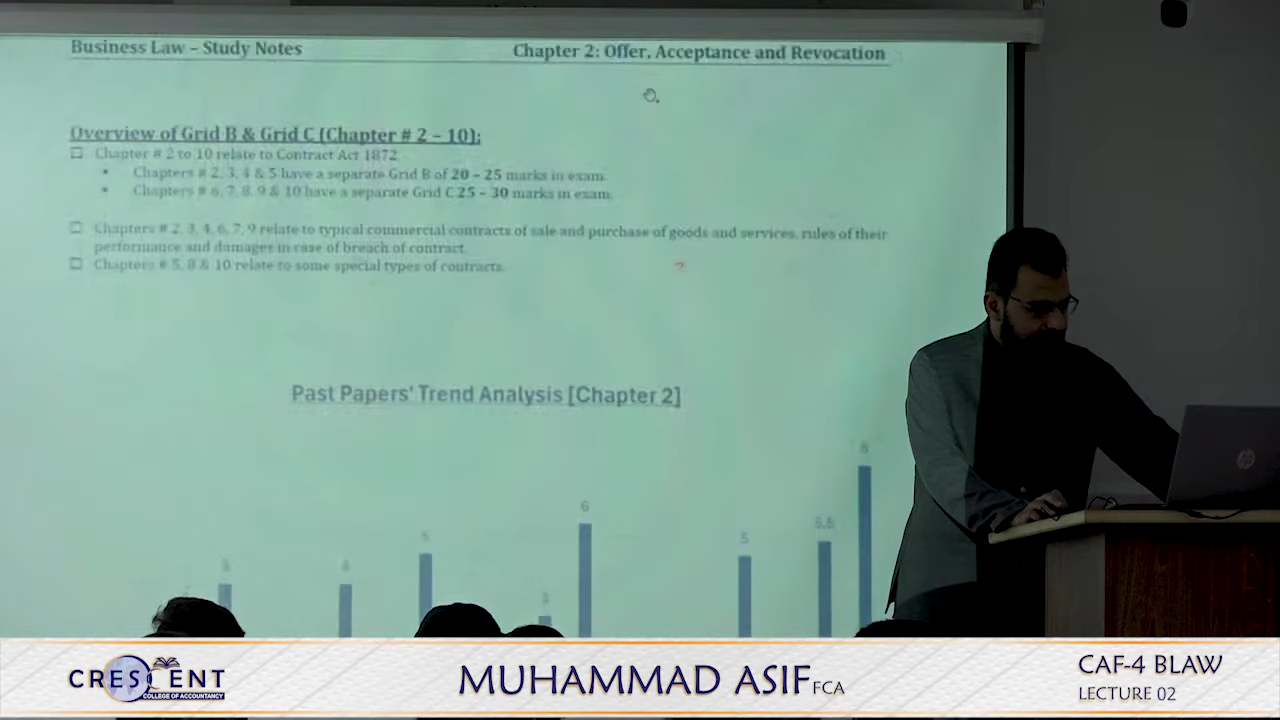 Business Law – Study Notes
Chapter 2: Offer, Acceptance and Revocation
Overview of Grid B & Grid C (Chapter # 2 – 10):
Chapter # 2 to 10 relate to Contract Act 1872
Chapters # 2, 3, 4 & 5 have a separate Grid B of 20 – 25 marks in exam.
Chapters # 6, 7, 8, 9 & 10 have a separate Grid C 25 – 30 marks in exam.
Chapters # 2, 3, 4, 6, 7, 9 relate to typical commercial contracts of sale and purchase of goods and services, rules of their
performance and damages in case of breach of contract.
Chapters # 5, 8 & 10 relate to some special types of contracts.
Past Papers' Trend Analysis [Chapter 2]
6
5
5.5
hp
CRESCENT
COLLEGE OF ACCOUNTANCY
MUHAMMAD ASIF FCA
CAF-4 BLAW
LECTURE 02